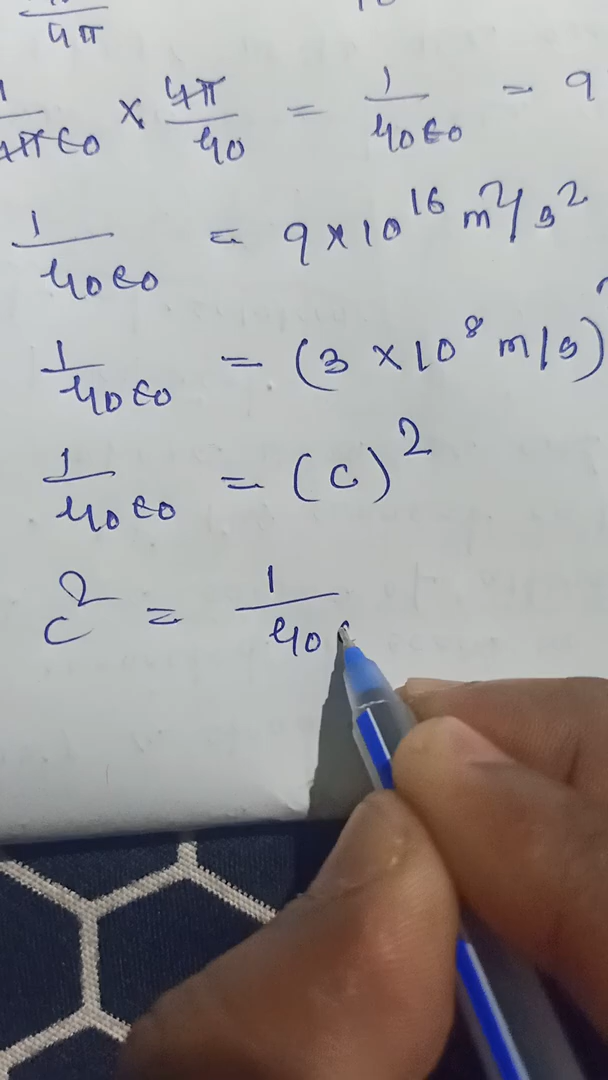 4π
1/4πε0 × 4π/μ0 = 1/μ0ε0 = 9
1/μ0ε0 = 9×10^16 m²/s²
1/μ0ε0 = (3×10^8 m/s)
1/μ0ε0 = (c)²
c² = 1/μ0